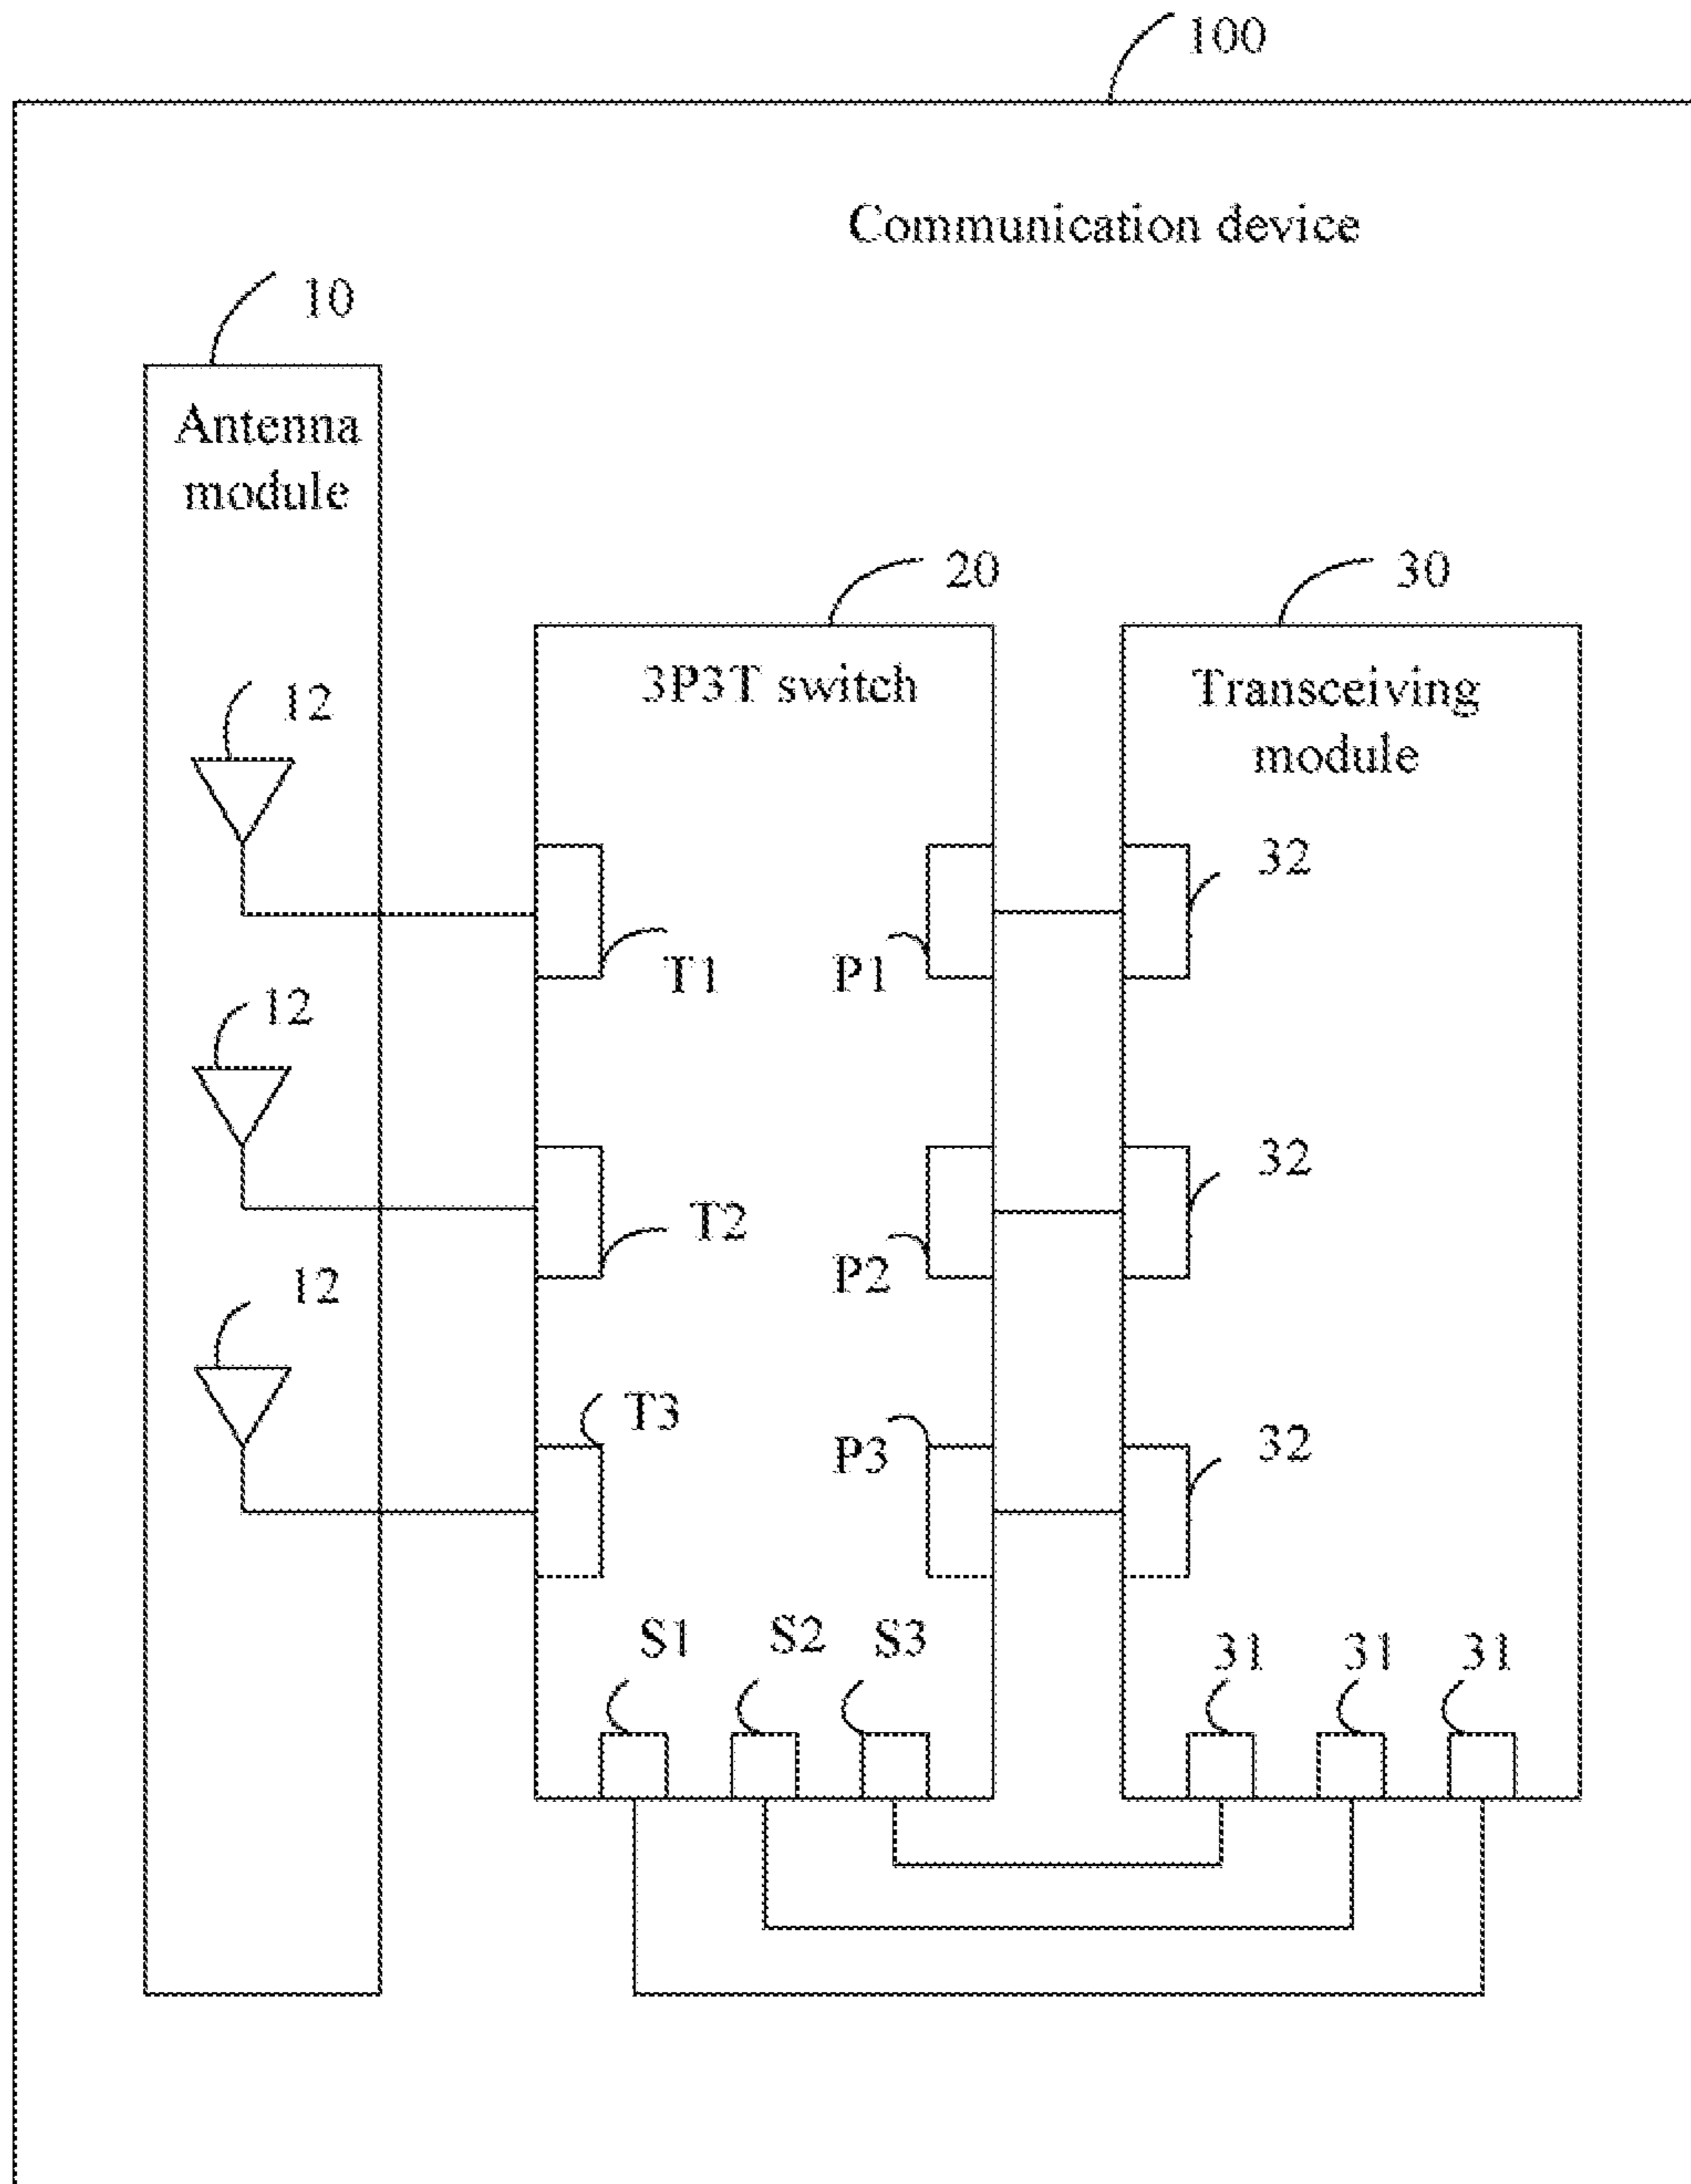 100
Communication device
10
Antenna
module
20
30
3P3T switch
Transceiving
module
12
32
T1
P1
12
32
T2
P2
12
T3
P3
32
S1
S2
S3
31
31
31